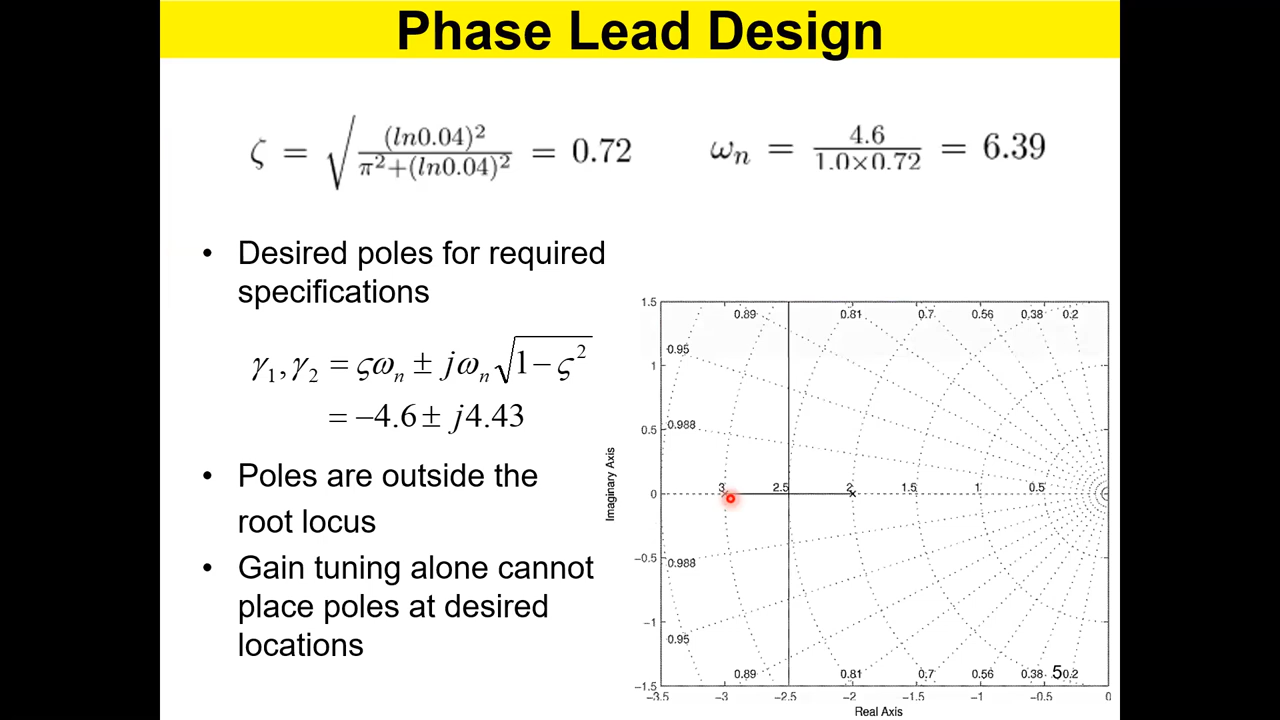 Phase Lead Design
ζ = √((ln0.04)²/(π²+(ln0.04)²)) = 0.72
ωn = 4.6/(1.0×0.72) = 6.39
• Desired poles for required
specifications
γ₁, γ₂ = ςωn ± jωn√(1−ς²)
= −4.6 ± j4.43
• Poles are outside the
root locus
• Gain tuning alone cannot
place poles at desired
locations
1.5
0.89 0.81 0.7 0.56 0.38 0.2
0.95
1
0.5
0.988
Imaginary Axis
0
3 2.5 2 1.5 1 0.5
−0.5
0.988
−1
0.95
0.89 0.81 0.7 0.56 0.38 5 0.2
−1.5
−3.5 −3 −2.5 −2 −1.5 −1 −0.5 0
Real Axis